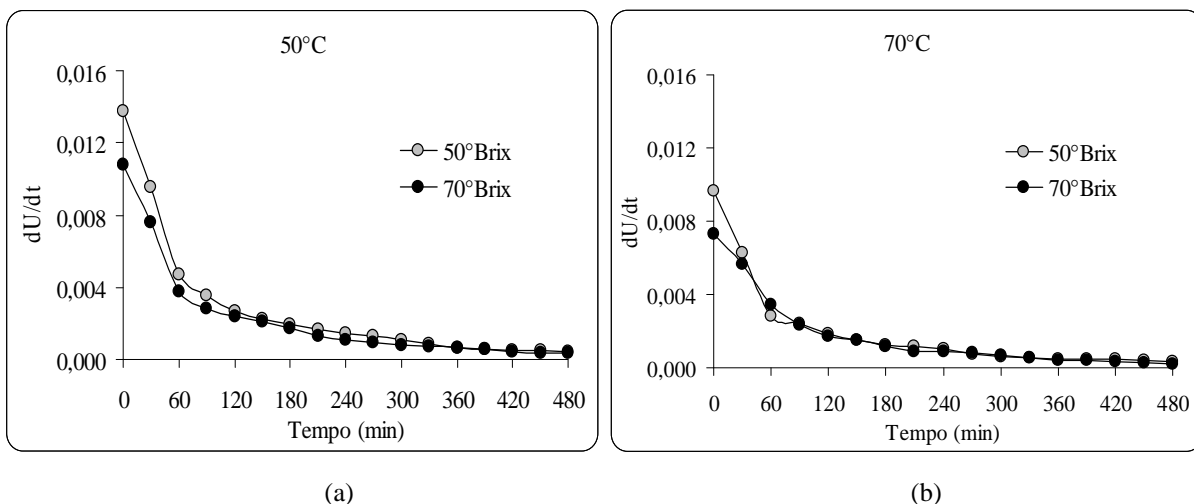 50°C
0,016
0,012
0,008
0,004
0,000
dU/dt
50°Brix
70°Brix
0 60 120 180 240 300 360 420 480
Tempo (min)
(a)
70°C
0,016
0,012
0,008
0,004
0,000
dU/dt
50°Brix
70°Brix
0 60 120 180 240 300 360 420 480
Tempo (min)
(b)